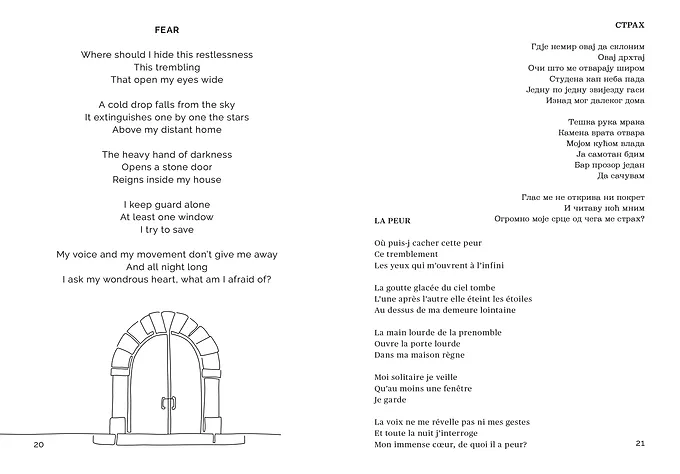 FEAR
Where should I hide this restlessness
This trembling
That open my eyes wide
A cold drop falls from the sky
It extinguishes one by one the stars
Above my distant home
The heavy hand of darkness
Opens a stone door
Reigns inside my house
I keep guard alone
At least one window
I try to save
My voice and my movement don't give me away
And all night long
I ask my wondrous heart, what am I afraid of?
20
СТРАХ
Гдје немир овај да склоним
Овај дрхтај
Очи што ме отварају широм
Студена кап неба пада
Једну по једну звијезду гаси
Изнад мог далеког дома
Тешка рука мрака
Камена врата отвара
Мојом кућом влада
Ја самотан бдим
Бар прозор један
Да сачувам
Глас ме не открива ни покрет
И читаву ноћ мним
Огромно моје срце од чега ме страх?
LA PEUR
Où puis-j cacher cette peur
Ce tremblement
Les yeux qui m'ouvrent à l'infini
La goutte glacée du ciel tombe
L'une après l'autre elle éteint les étoiles
Au dessus de ma demeure lointaine
La main lourde de la prenomble
Ouvre la porte lourde
Dans ma maison règne
Moi solitaire je veille
Qu'au moins une fenêtre
Je garde
La voix ne me révelle pas ni mes gestes
Et toute la nuit j'interroge
Mon immense cœur, de quoi il a peur?
21